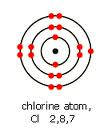 chlorine atom,
Cl 2,8,7